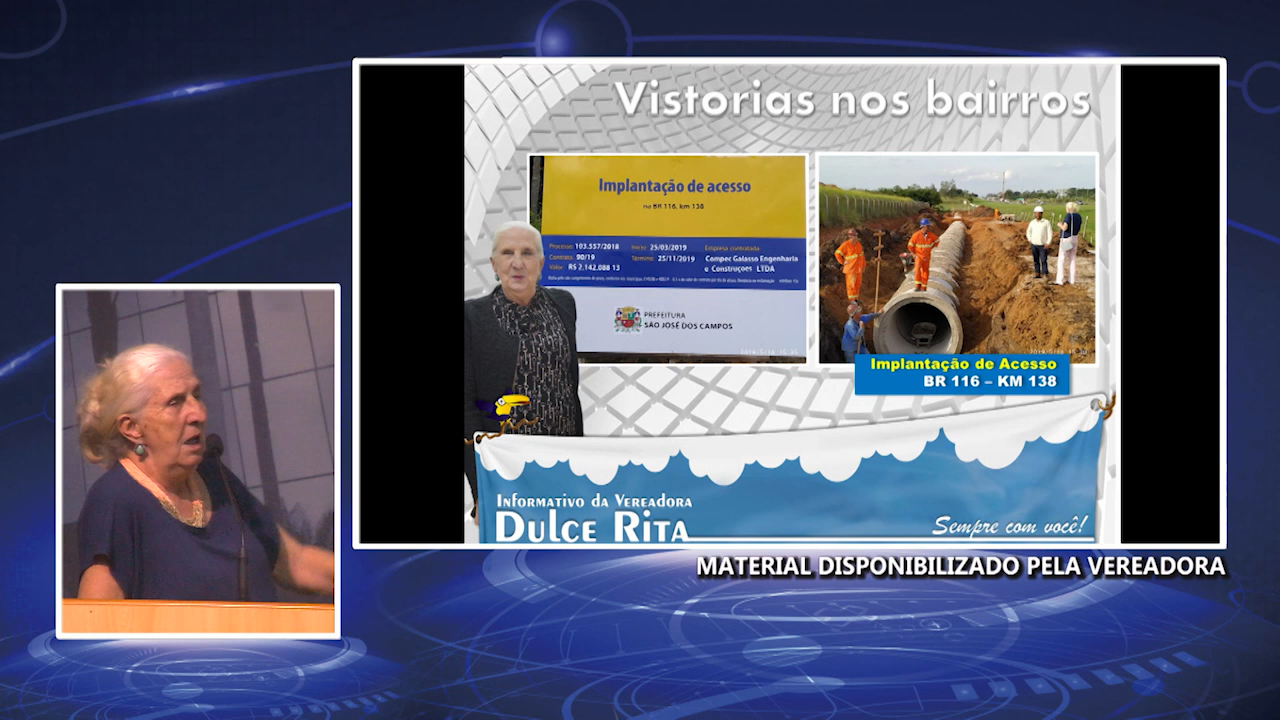 Vistorias nos bairros
Implantação de acesso
na BR 116, km 138
Processo: 103.557/2018 Início: 25/03/2019 Empresa contratada:
Contrato: 90/19 Término: 25/11/2019 Compec Galasso Engenharia
Valor: R$ 2.142.088 13 e Construções LTDA
PREFEITURA
SÃO JOSÉ DOS CAMPOS
Implantação de Acesso
BR 116 – KM 138
Informativo da Vereadora
Dulce Rita
Sempre com você!
MATERIAL DISPONIBILIZADO PELA VEREADORA